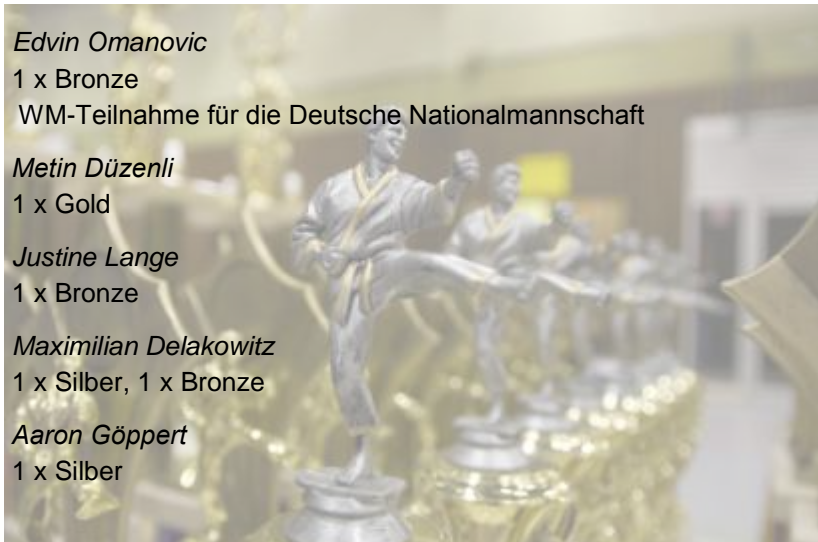 Edvin Omanovic
1 x Bronze
WM-Teilnahme für die Deutsche Nationalmannschaft
Metin Düzenli
1 x Gold
Justine Lange
1 x Bronze
Maximilian Delakowitz
1 x Silber, 1 x Bronze
Aaron Göppert
1 x Silber